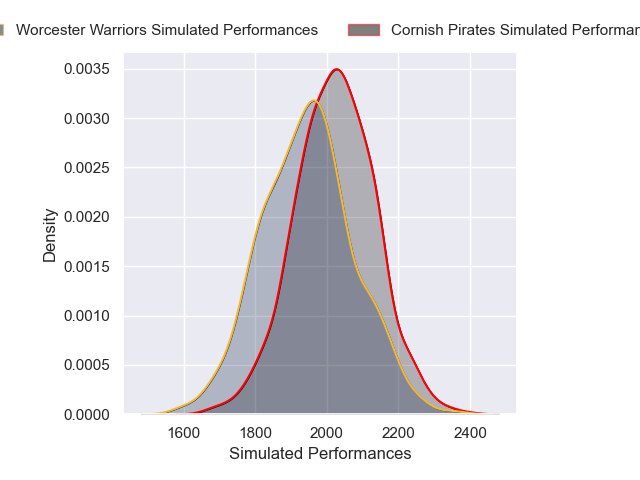 Worcester Warriors Simulated Performances
Cornish Pirates Simulated
0.0035
0.0030
0.0025
0.0020
0.0015
0.0010
0.0005
0.0000
Density
1600 1800 2000 2200 2400
Simulated Performances